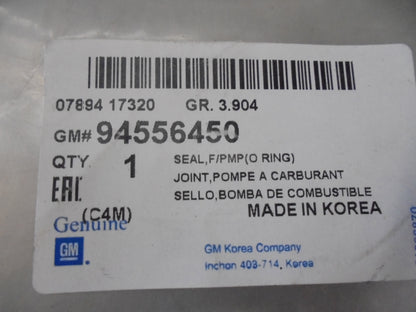 07894 17320 GR. 3.904
GM# 94556450
QTY. 1 SEAL,F/PMP(O RING)
JOINT,POMPE A CARBURANT
EAC SELLO,BOMBA DE COMBUSTIBLE
(C4M) MADE IN KOREA
Genuine
GM
GM Korea Company
Inchon 403-714, Korea